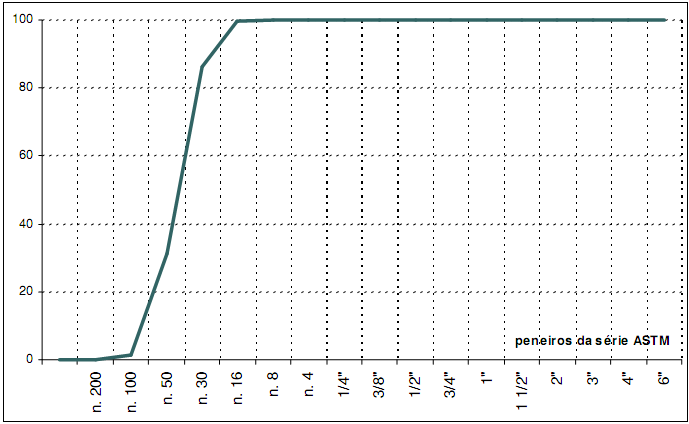 100
80
60
40
20
0
peneiros da série ASTM
n. 200
n. 100
n. 50
n. 30
n. 16
n. 8
n. 4
1/4"
3/8"
1/2"
3/4"
1"
1 1/2"
2"
3"
4"
6"